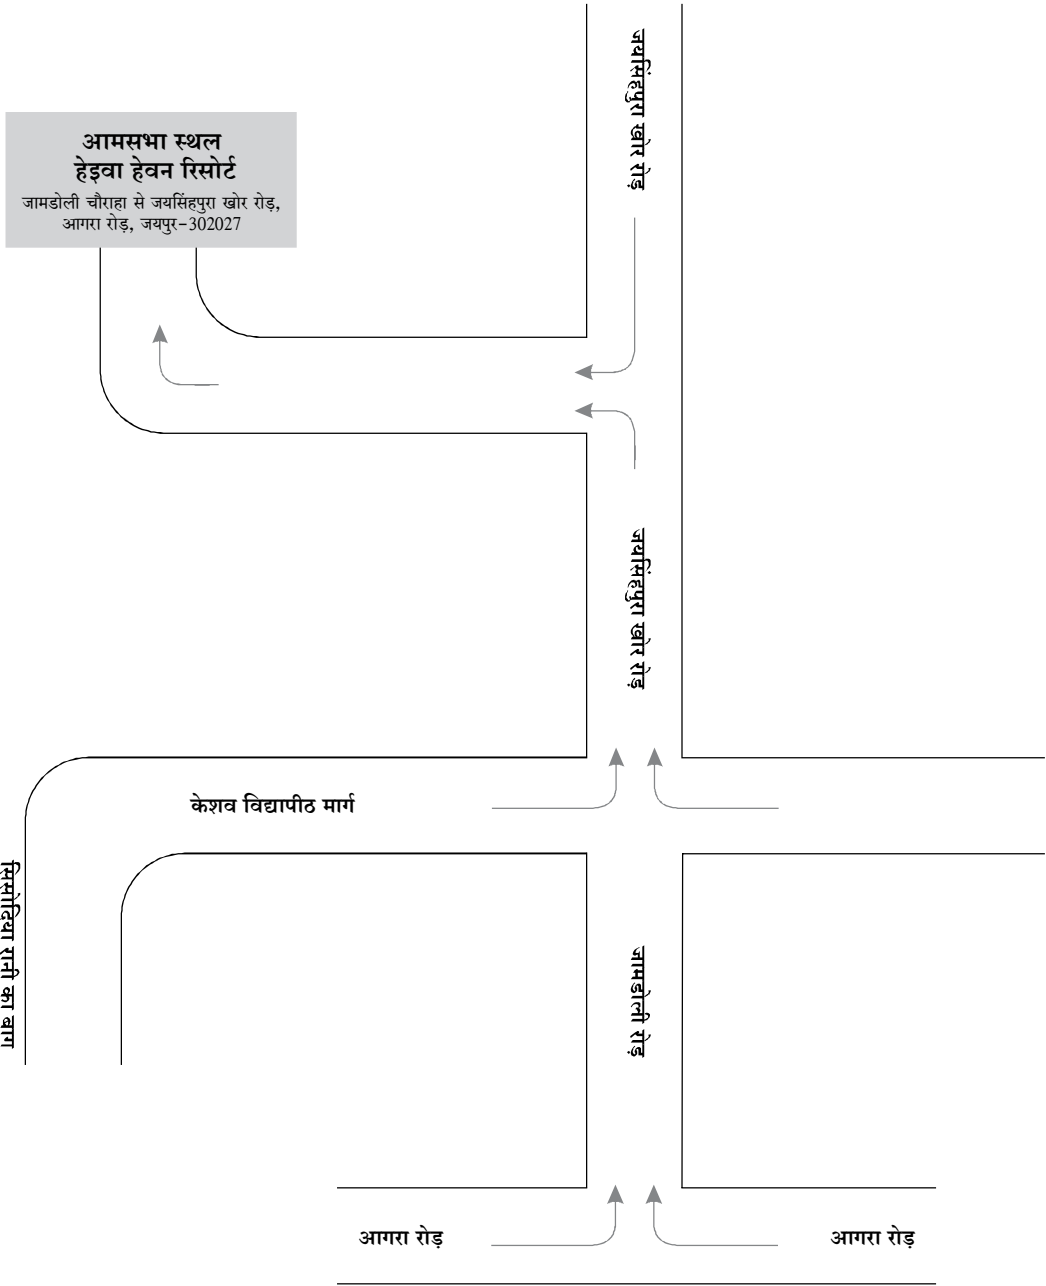 जयसिंहपुरा खोर रोड़
आमसभा स्थल
हेइवा हेवन रिसोर्ट
जामडोली चौराहा से जयसिंहपुरा खोर रोड़,
आगरा रोड़, जयपुर-302027
जयसिंहपुरा खोर रोड़
केशव विद्यापीठ मार्ग
सिसोदिया रानी का बाग
जामडोली रोड़
आगरा रोड़
आगरा रोड़